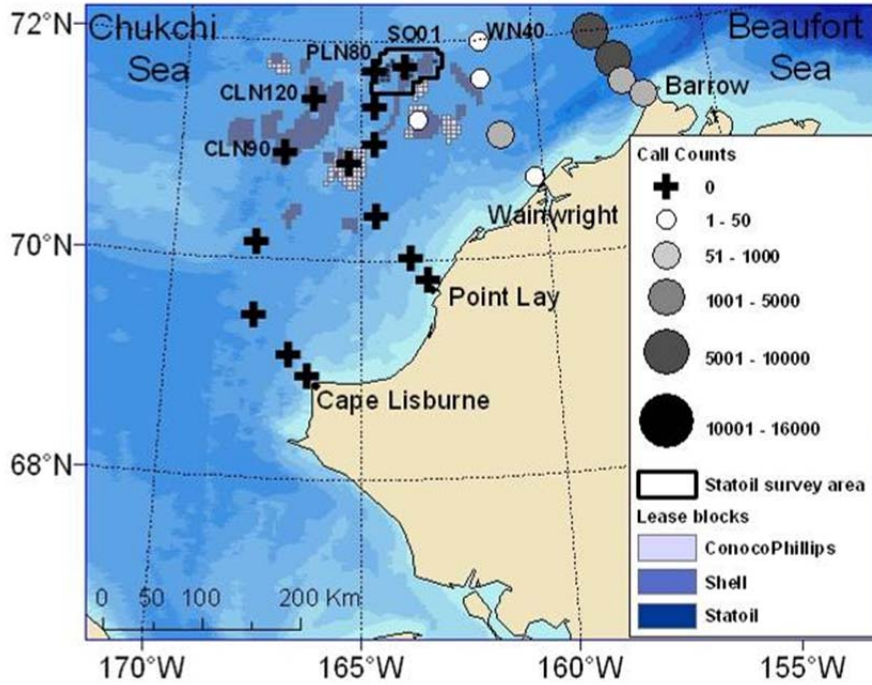 72°N
Chukchi
Sea
SO01
PLN80
WN40
Beaufort
Sea
CLN120
Barrow
CLN90
Wainwright
70°N
Point Lay
Cape Lisburne
68°N
0 50 100 200 Km
170°W 165°W 160°W 155°W
Call Counts
0
1 - 50
51 - 1000
1001 - 5000
5001 - 10000
10001 - 16000
Statoil survey area
Lease blocks
ConocoPhillips
Shell
Statoil